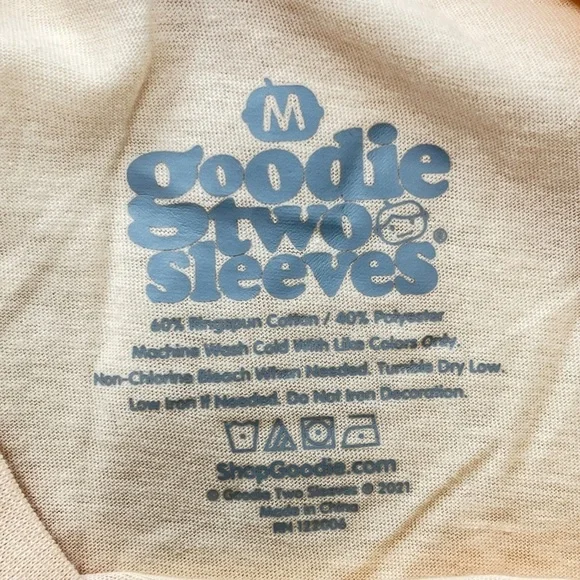 M
goodie
two
sleeves®
60% Ringspun Cotton / 40% Polyester
Machine Wash Cold With Like Colors Only.
Non-Chlorine Bleach When Needed. Tumble Dry Low.
Low Iron If Needed. Do Not Iron Decoration.
ShopGoodie.com
© Goodie Two Sleeves © 2021
Made in China
RN 122006